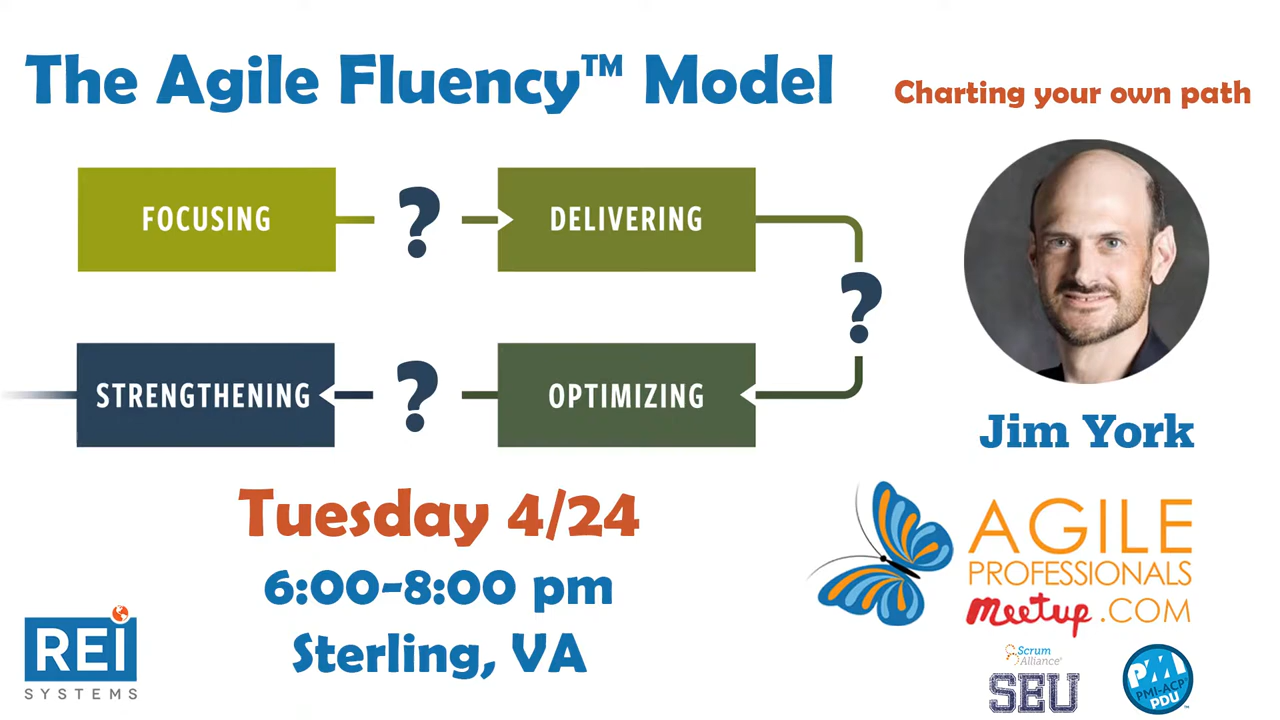 The Agile Fluency™ Model
Charting your own path
FOCUSING
?
DELIVERING
?
STRENGTHENING
?
OPTIMIZING
Jim York
Tuesday 4/24
6:00-8:00 pm
Sterling, VA
AGILE
PROFESSIONALS
meetup.COM
REI
SYSTEMS
Scrum
Alliance®
SEU
PMI
PMI-ACP®
PDU